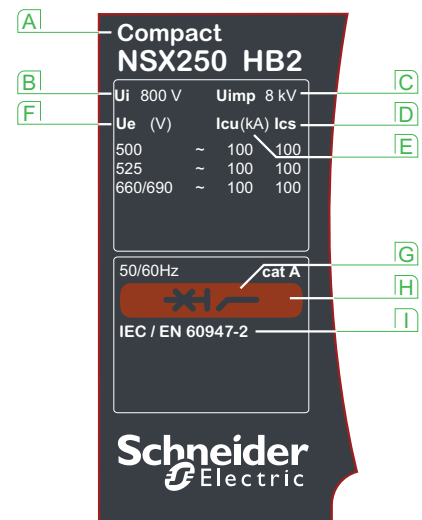 A
Compact
NSX250 HB2
B
Ui 800 V Uimp 8 kV
C
F
Ue (V) Icu(kA) Ics
D
E
500 ~ 100 100
525 ~ 100 100
660/690 ~ 100 100
50/60Hz cat A
G
H
IEC / EN 60947-2
I
Schneider
Electric